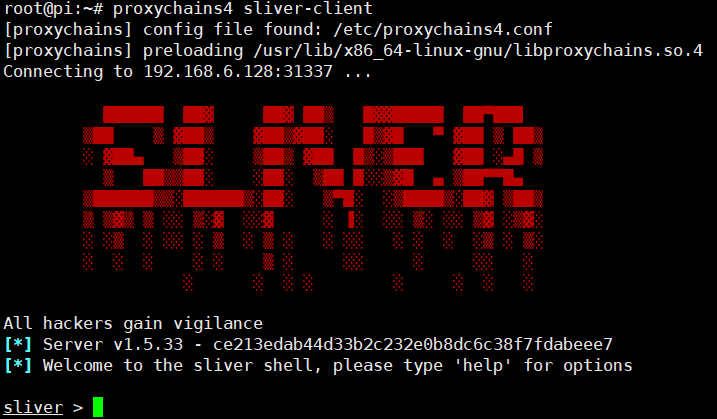 root@pi:~# proxychains4 sliver-client
[proxychains] config file found: /etc/proxychains4.conf
[proxychains] preloading /usr/lib/x86_64-linux-gnu/libproxychains.so.4
Connecting to 192.168.6.128:31337 ...
SLIVER
All hackers gain vigilance
[*] Server v1.5.33 - ce213edab44d33b2c232e0b8dc6c38f7fdabeee7
[*] Welcome to the sliver shell, please type 'help' for options
sliver >